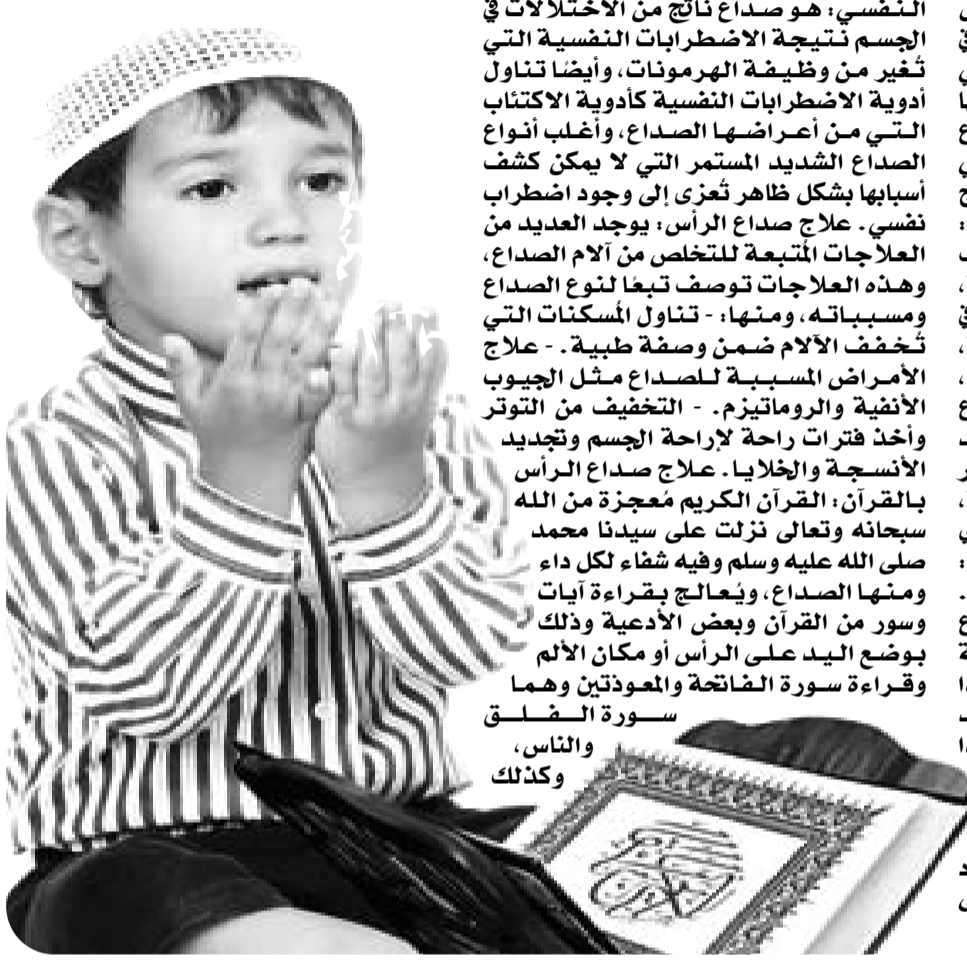 النفسي: هو صداع ناتج من الاختلالات في
الجسم نتيجة الاضطرابات النفسية التي
تُغير من وظيفة الهرمونات، وأيضًا تناول
أدوية الاضطرابات النفسية كأدوية الاكتئاب
التي من أعراضها الصداع، وأغلب أنواع
الصداع الشديد المستمر التي لا يمكن كشف
أسبابها بشكل ظاهر تُعزى إلى وجود اضطراب
نفسي. علاج صداع الرأس: يوجد العديد من
العلاجات المُتبعة للتخلص من آلام الصداع،
وهذه العلاجات توصف تبعًا لنوع الصداع
ومسبباته، ومنها: - تناول المُسكنات التي
تُخفف الآلام ضمن وصفة طبية. - علاج
الأمراض المسببة للصداع مثل الجيوب
الأنفية والروماتيزم. - التخفيف من التوتر
وأخذ فترات راحة لإراحة الجسم وتجديد
الأنسجة والخلايا. علاج صداع الرأس
بالقرآن: القرآن الكريم مُعجزة من الله
سبحانه وتعالى نزلت على سيدنا محمد
صلى الله عليه وسلم وفيه شفاء لكل داء
ومنها الصداع، ويُعالج بقراءة آيات
وسور من القرآن وبعض الأدعية وذلك
بوضع اليد على الرأس أو مكان الألم
وقراءة سورة الفاتحة والمعوذتين وهما
سورة الفلق
والناس،
وكذلك